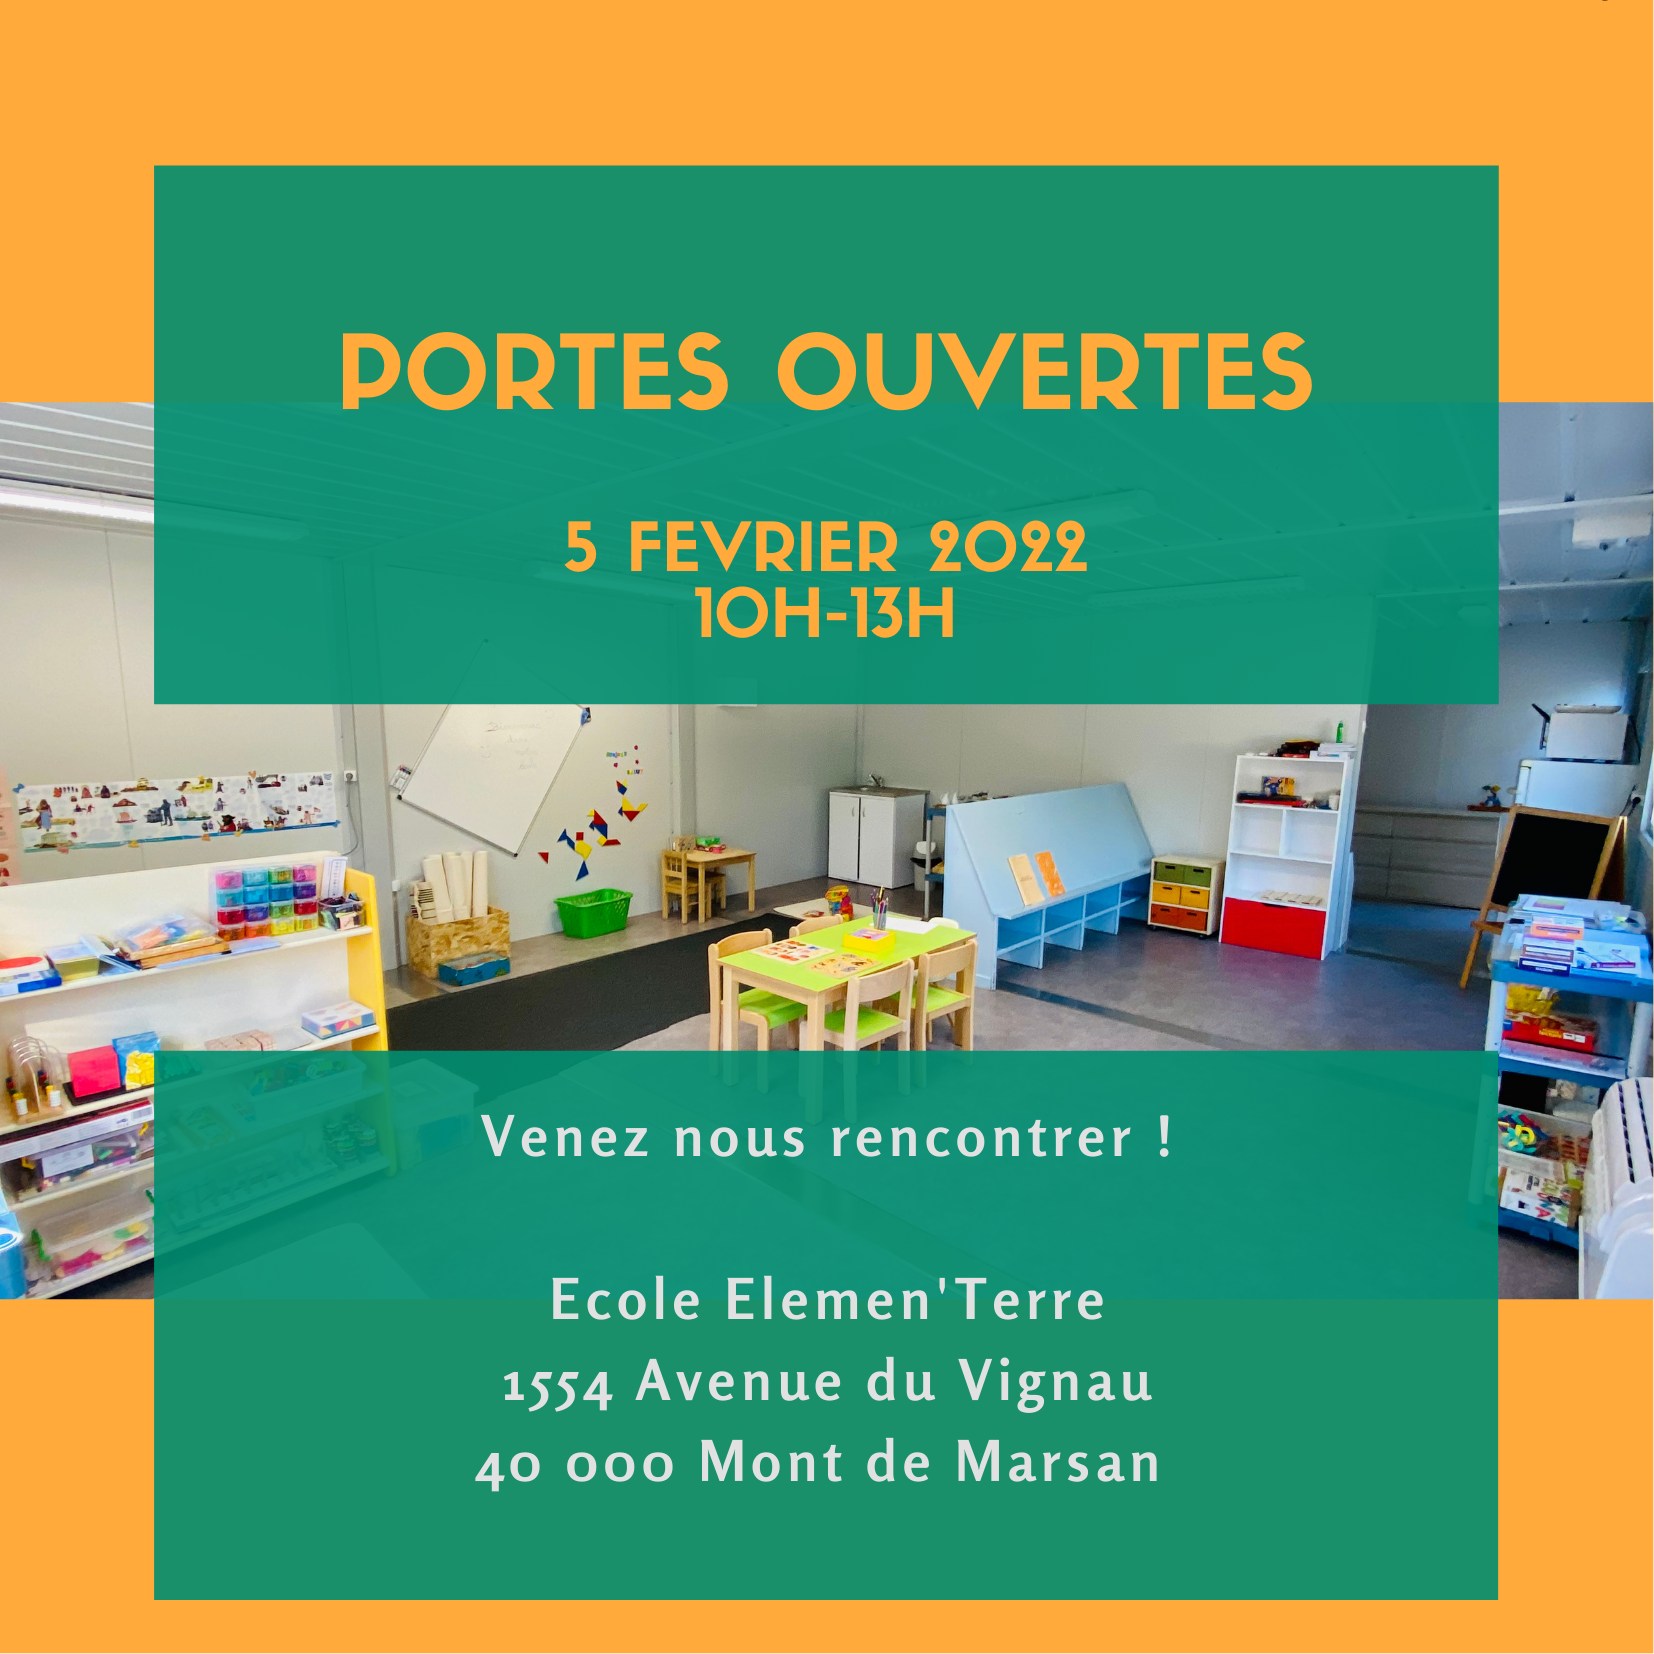 PORTES OUVERTES
5 FEVRIER 2022
10H-13H
Venez nous rencontrer !
Ecole Elemen'Terre
1554 Avenue du Vignau
40 000 Mont de Marsan